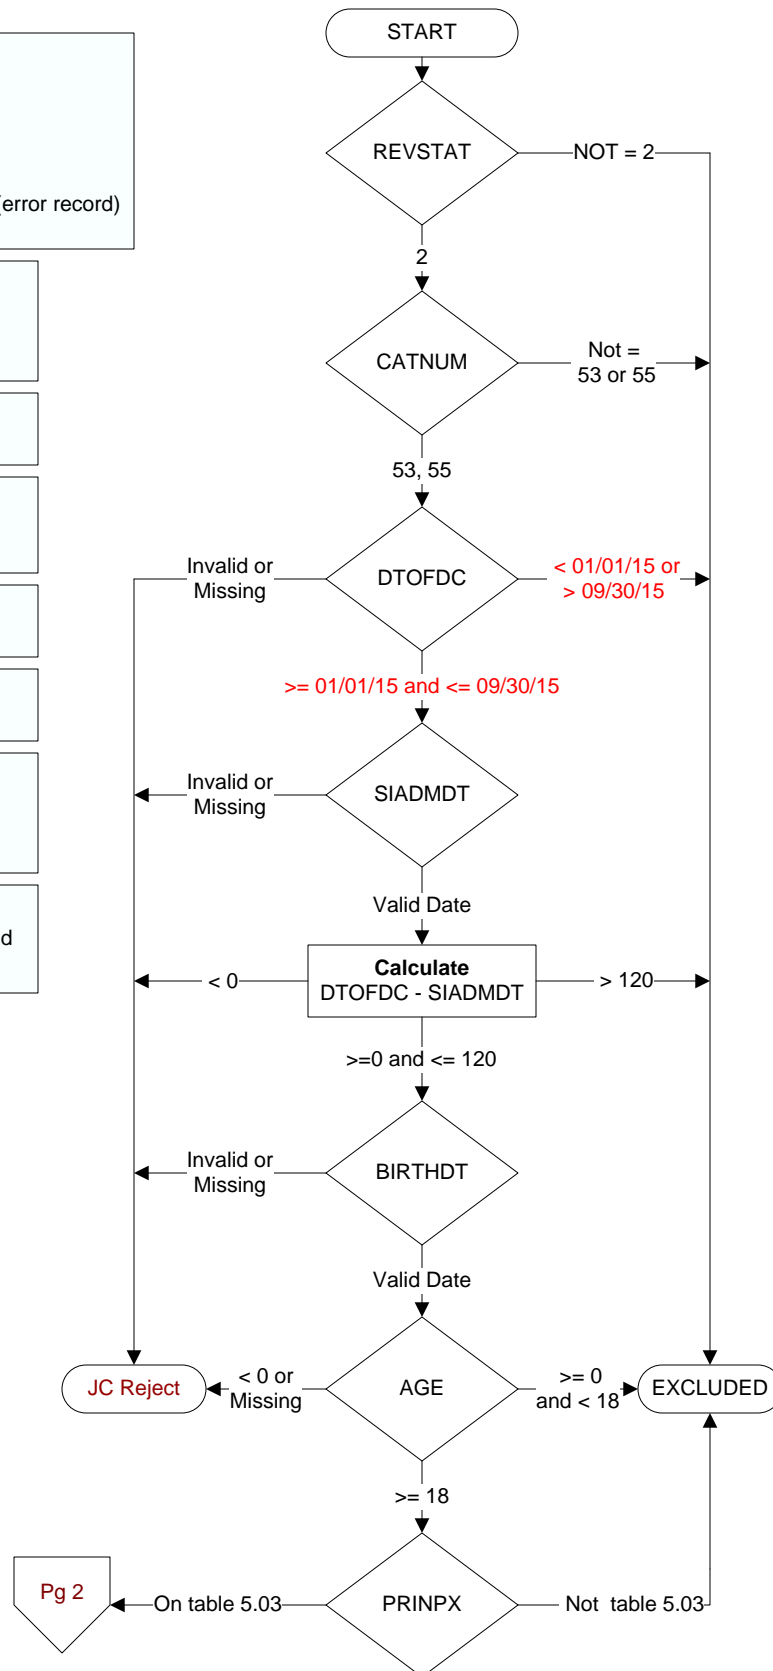 START
(error record)
REVSTAT
NOT = 2
2
CATNUM
Not =
53 or 55
53, 55
Invalid or
Missing
DTOFDC
< 01/01/15 or
> 09/30/15
>= 01/01/15 and <= 09/30/15
Invalid or
Missing
SIADMDT
Valid Date
d
< 0
Calculate
DTOFDC - SIADMDT
> 120
>=0 and <= 120
Invalid or
Missing
BIRTHDT
Valid Date
JC Reject
< 0 or
Missing
AGE
>= 0
and < 18
EXCLUDED
>= 18
Pg 2
On table 5.03
PRINPX
Not table 5.03